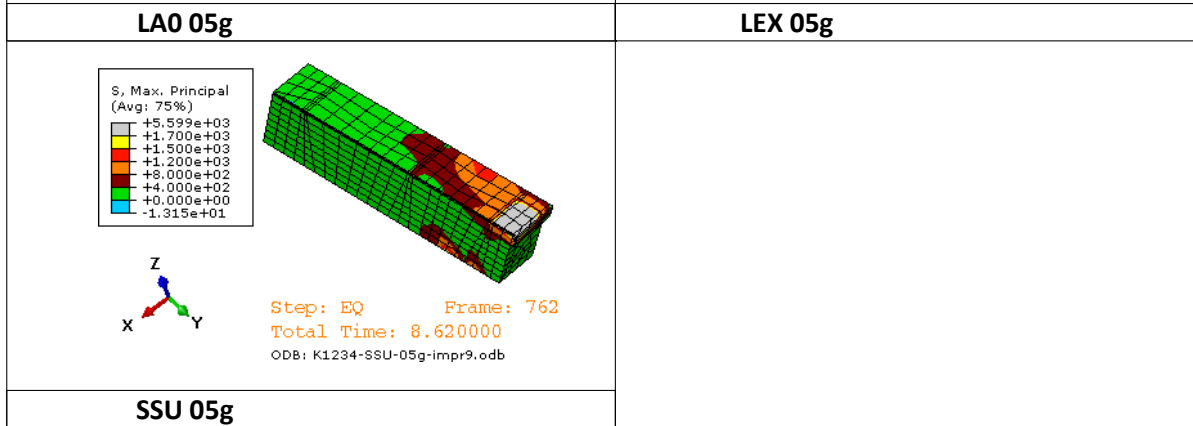 LA0 05g
LEX 05g
S, Max. Principal
(Avg: 75%)
+5.599e+03
+1.700e+03
+1.500e+03
+1.200e+03
+8.000e+02
+4.000e+02
+0.000e+00
-1.315e+01
Z
X
Y
Step: EQ Frame: 762
Total Time: 8.620000
ODB: K1234-SSU-05g-impr9.odb
SSU 05g